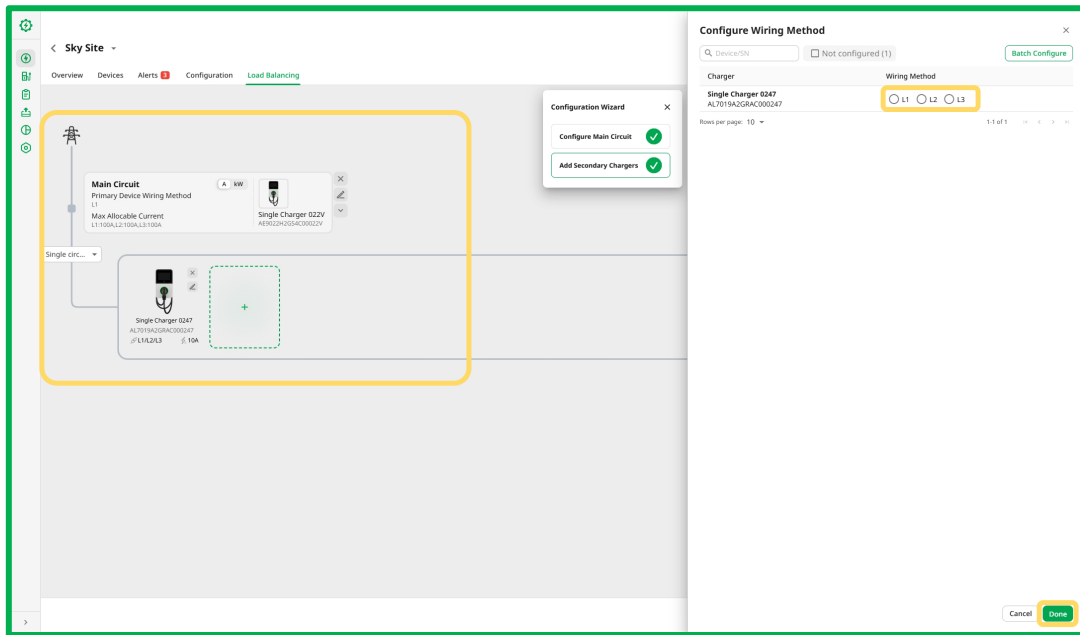 Sky Site
Overview Devices Alerts 3 Configuration Load Balancing
Main Circuit
A kW
Primary Device Wiring Method
L1
Max Allocable Current
L1:100A,L2:100A,L3:100A
Single Charger 022V
AE9022H2GS4C00022V
Single circ...
Single Charger 0247
AL7019A2GRAC000247
L1/L2/L3 10A
+
Configuration Wizard
Configure Main Circuit
Add Secondary Chargers
Configure Wiring Method
Device/SN
Not configured (1)
Batch Configure
Charger Wiring Method
Single Charger 0247
AL7019A2GRAC000247
L1 L2 L3
Rows per page: 10
1-1 of 1
Cancel Done